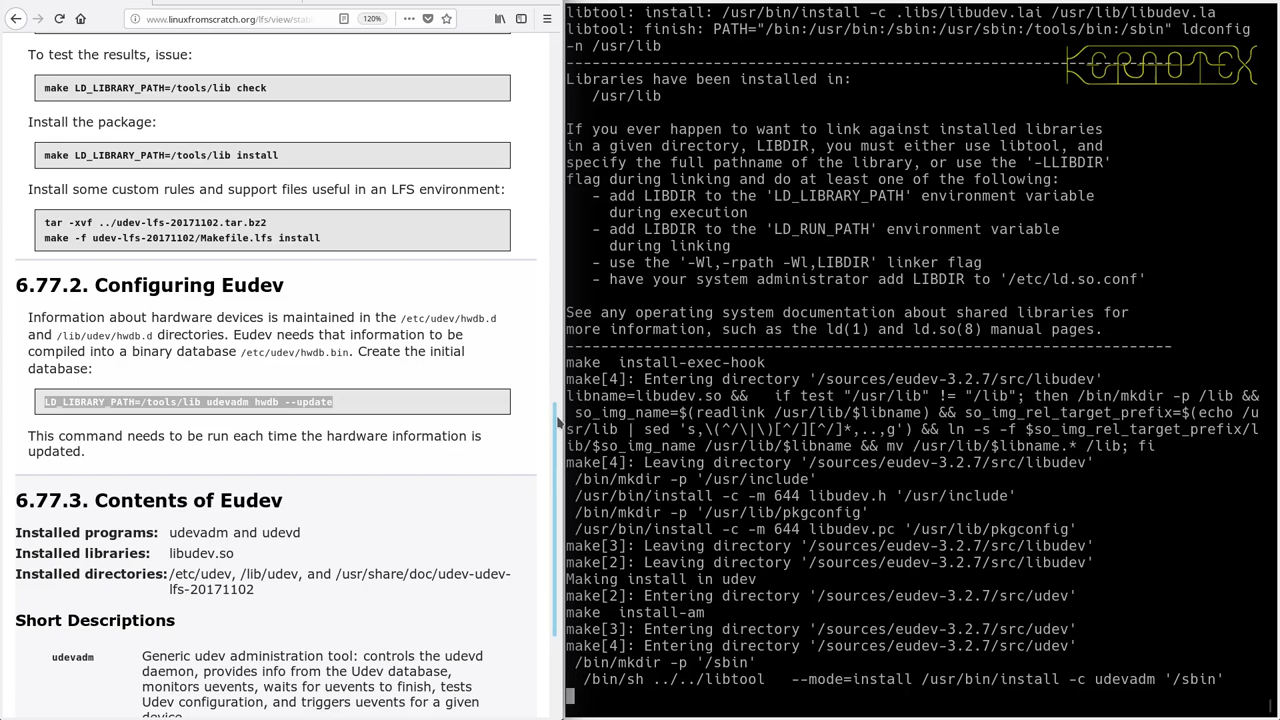 www.linuxfromscratch.org/lfs/view/stabl
120%
To test the results, issue:
make LD_LIBRARY_PATH=/tools/lib check
Install the package:
make LD_LIBRARY_PATH=/tools/lib install
Install some custom rules and support files useful in an LFS environment:
tar -xvf ../udev-lfs-20171102.tar.bz2
make -f udev-lfs-20171102/Makefile.lfs install
6.77.2. Configuring Eudev
Information about hardware devices is maintained in the /etc/udev/hwdb.d
and /lib/udev/hwdb.d directories. Eudev needs that information to be
compiled into a binary database /etc/udev/hwdb.bin. Create the initial
database:
LD_LIBRARY_PATH=/tools/lib udevadm hwdb --update
This command needs to be run each time the hardware information is
updated.
6.77.3. Contents of Eudev
Installed programs: udevadm and udevd
Installed libraries: libudev.so
Installed directories: /etc/udev, /lib/udev, and /usr/share/doc/udev-udev-
lfs-20171102
Short Descriptions
udevadm Generic udev administration tool: controls the udevd
daemon, provides info from the Udev database,
monitors uevents, waits for uevents to finish, tests
Udev configuration, and triggers uevents for a given
device
libtool: install: /usr/bin/install -c .libs/libudev.lai /usr/lib/libudev.la
libtool: finish: PATH="/bin:/usr/bin:/sbin:/usr/sbin:/tools/bin:/sbin" ldconfig
-n /usr/lib
----------------------------------------------------------------------
Libraries have been installed in:
/usr/lib
If you ever happen to want to link against installed libraries
in a given directory, LIBDIR, you must either use libtool, and
specify the full pathname of the library, or use the '-LLIBDIR'
flag during linking and do at least one of the following:
- add LIBDIR to the 'LD_LIBRARY_PATH' environment variable
during execution
- add LIBDIR to the 'LD_RUN_PATH' environment variable
during linking
- use the '-Wl,-rpath -Wl,LIBDIR' linker flag
- have your system administrator add LIBDIR to '/etc/ld.so.conf'
See any operating system documentation about shared libraries for
more information, such as the ld(1) and ld.so(8) manual pages.
----------------------------------------------------------------------
make  install-exec-hook
make[4]: Entering directory '/sources/eudev-3.2.7/src/libudev'
libname=libudev.so &&   if test "/usr/lib" != "/lib"; then /bin/mkdir -p /lib &&
so_img_name=$(readlink /usr/lib/$libname) && so_img_rel_target_prefix=$(echo /u
sr/lib | sed 's,\(^/\|\)[^/][^/]*,..,g') && ln -s -f $so_img_rel_target_prefix/l
ib/$so_img_name /usr/lib/$libname && mv /usr/lib/$libname.* /lib; fi
make[4]: Leaving directory '/sources/eudev-3.2.7/src/libudev'
/bin/mkdir -p '/usr/include'
/usr/bin/install -c -m 644 libudev.h '/usr/include'
/bin/mkdir -p '/usr/lib/pkgconfig'
/usr/bin/install -c -m 644 libudev.pc '/usr/lib/pkgconfig'
make[3]: Leaving directory '/sources/eudev-3.2.7/src/libudev'
make[2]: Leaving directory '/sources/eudev-3.2.7/src/libudev'
Making install in udev
make[2]: Entering directory '/sources/eudev-3.2.7/src/udev'
make  install-am
make[3]: Entering directory '/sources/eudev-3.2.7/src/udev'
make[4]: Entering directory '/sources/eudev-3.2.7/src/udev'
/bin/mkdir -p '/sbin'
/bin/sh ../../libtool   --mode=install /usr/bin/install -c udevadm '/sbin'